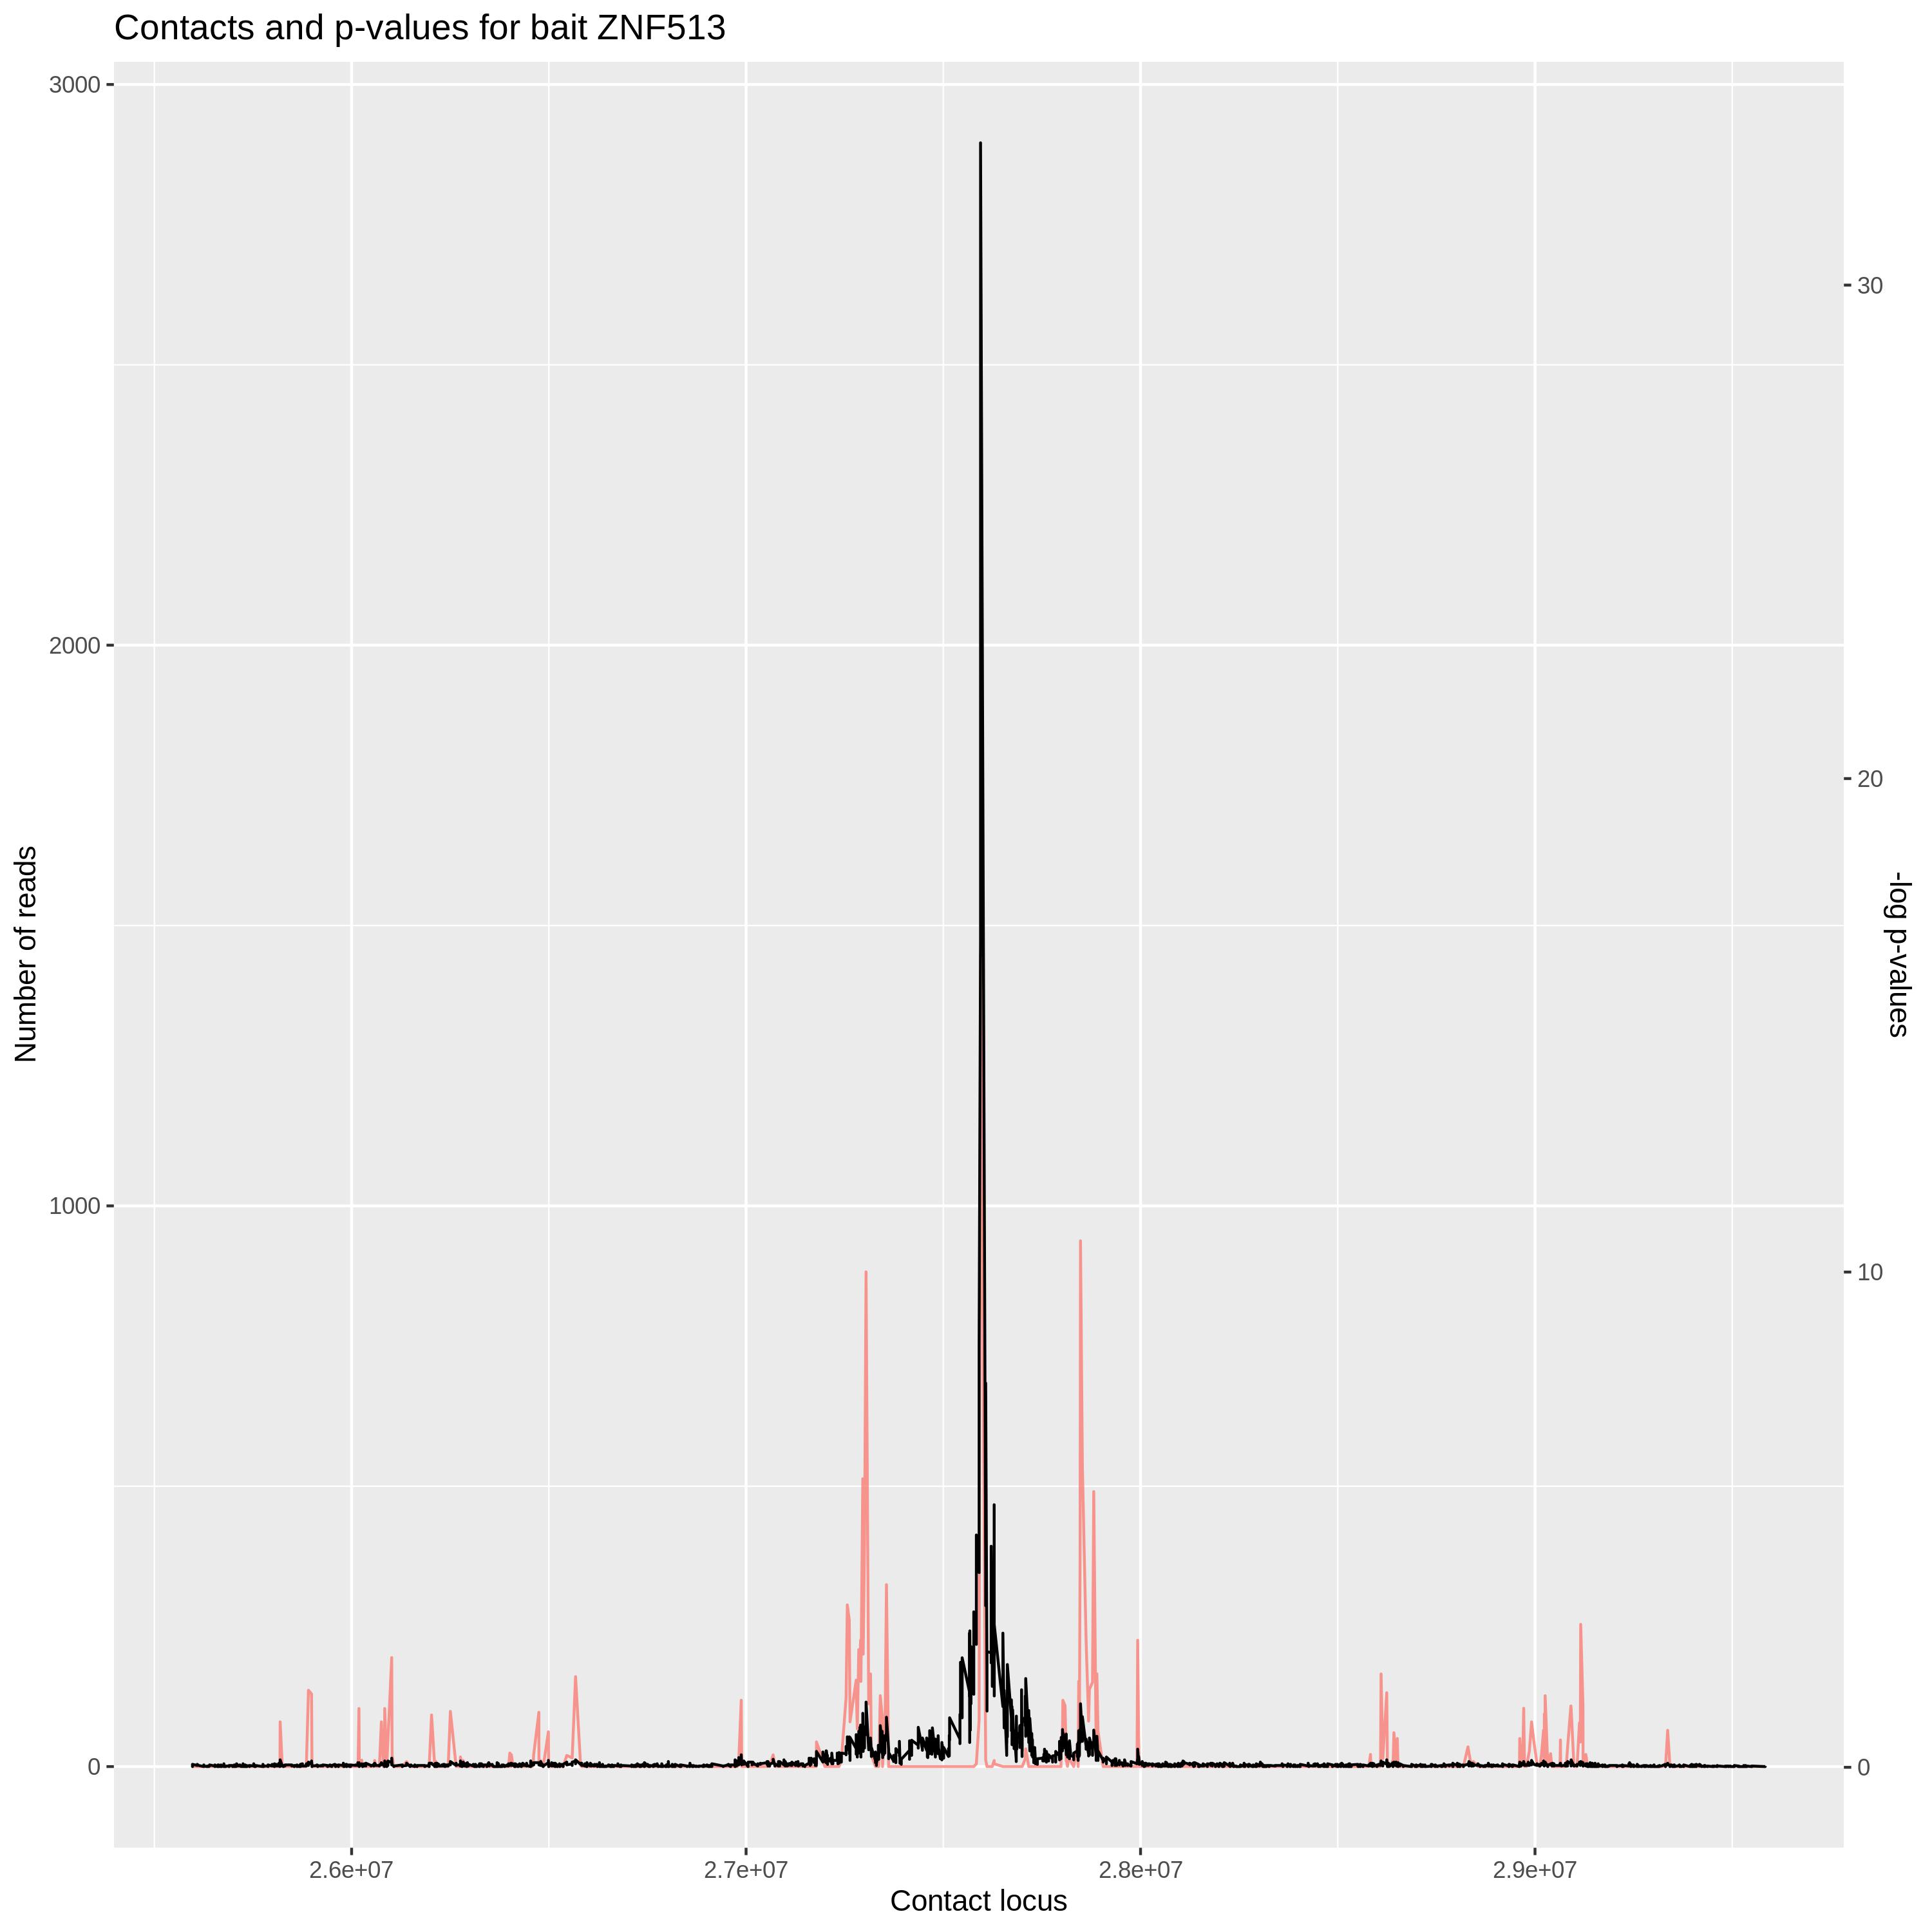 Contacts and p-values for bait ZNF513
3000
2000
1000
0
Number of reads
30
20
10
0
-log p-values
2.6e+07
2.7e+07
2.8e+07
2.9e+07
Contact locus